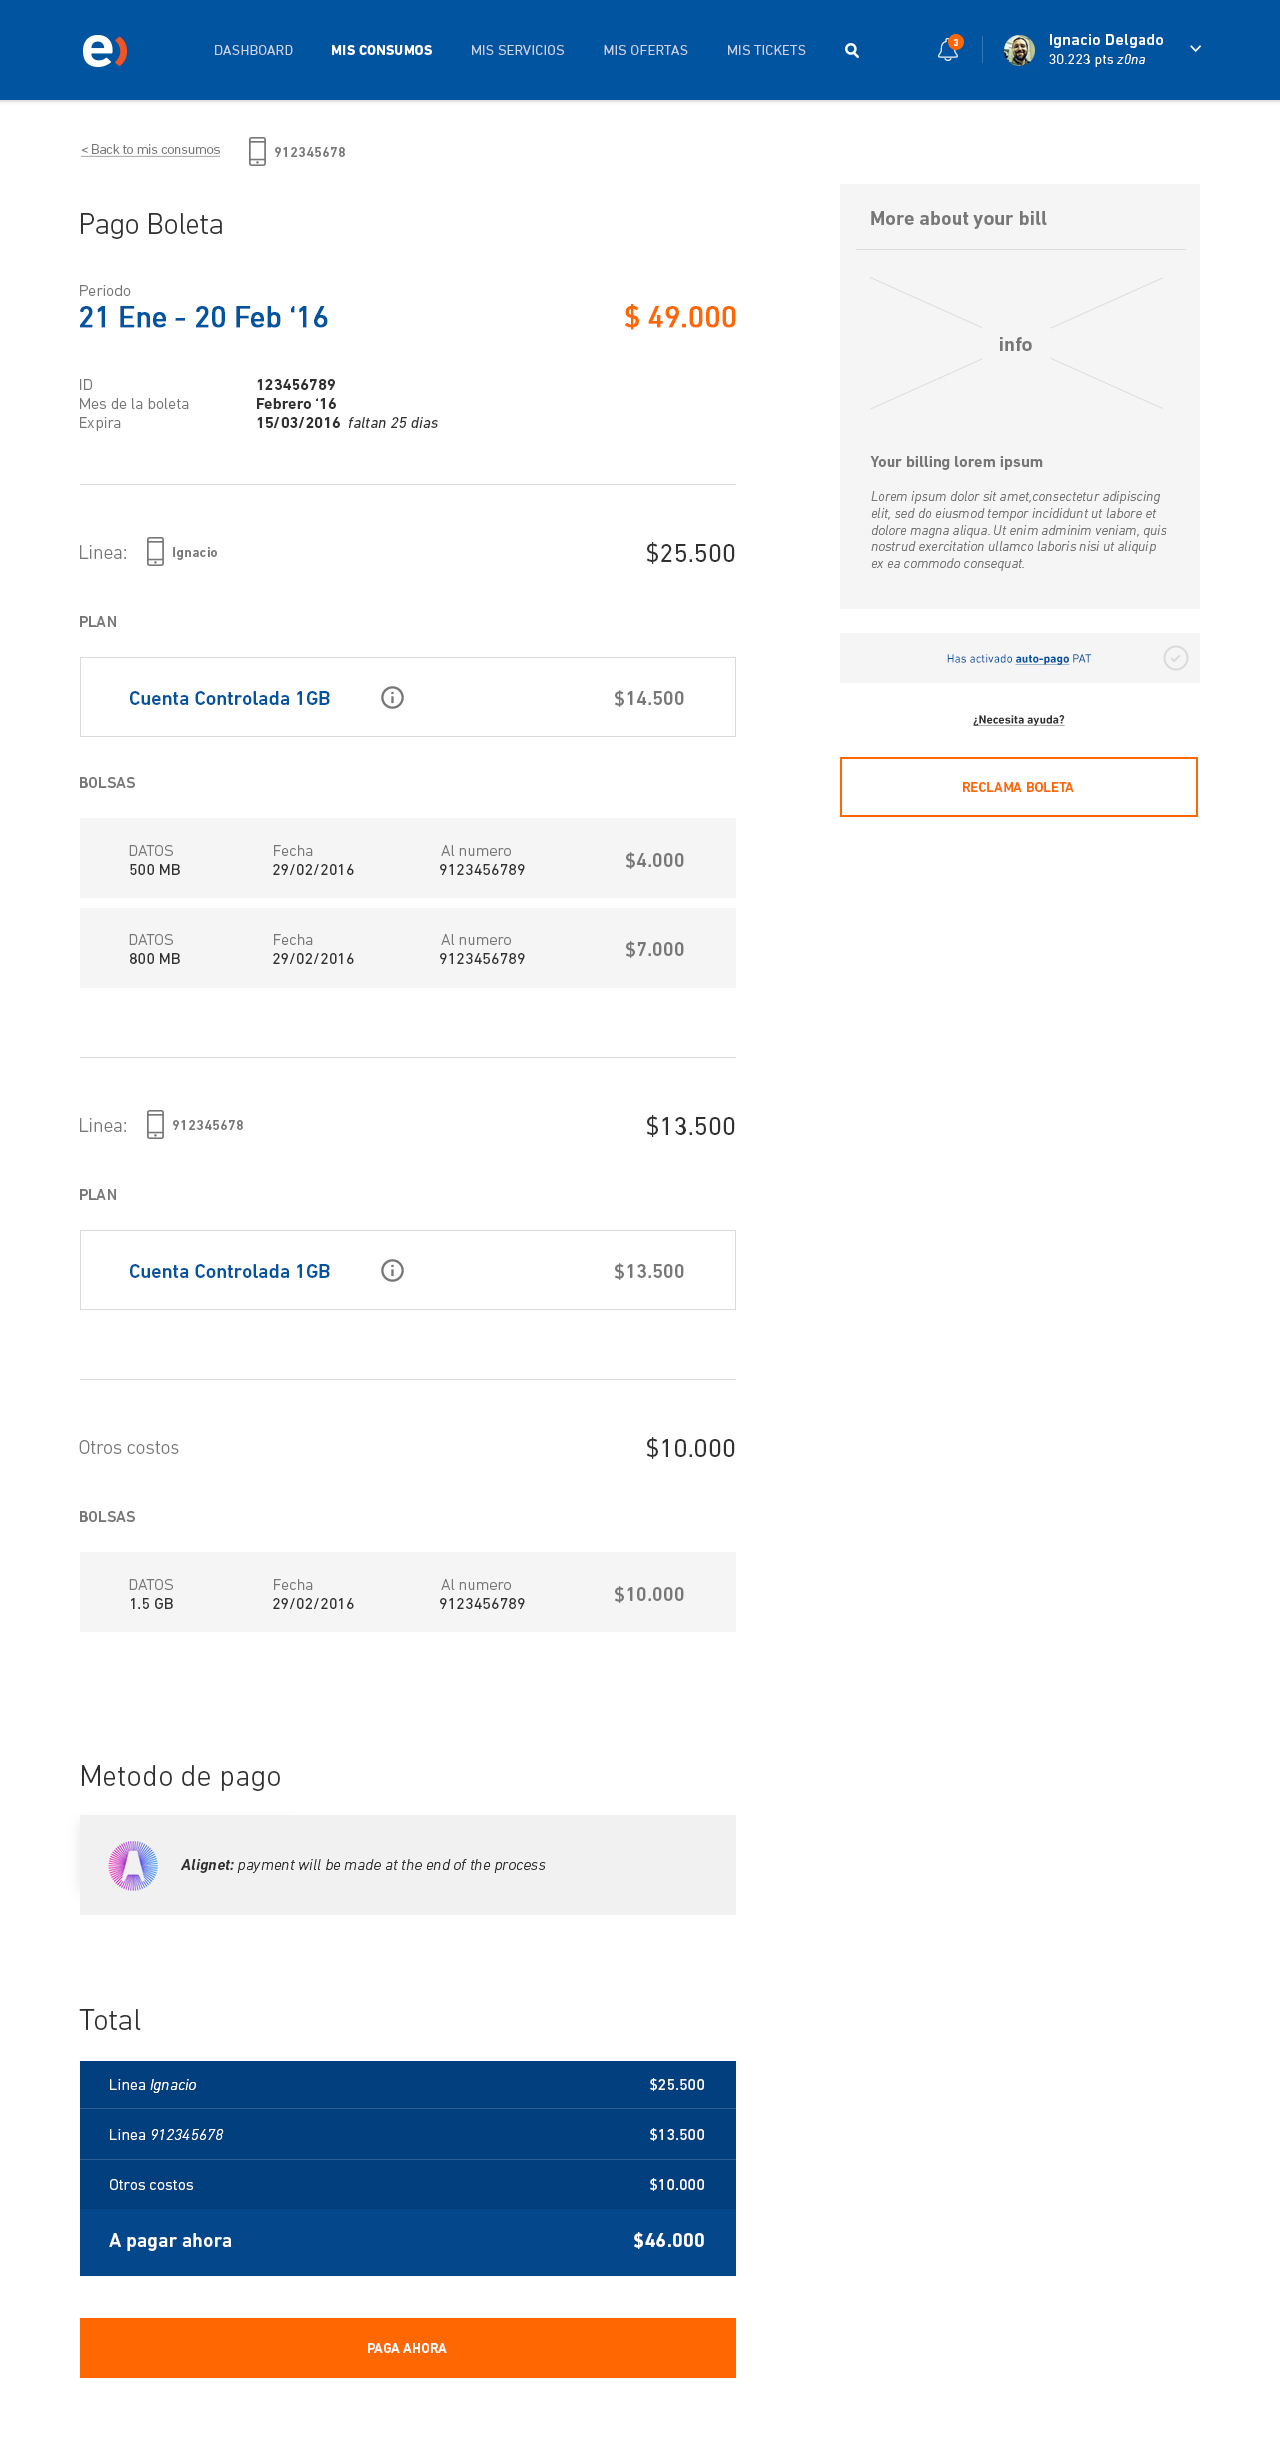 e)
DASHBOARD
MIS CONSUMOS
MIS SERVICIOS
MIS OFERTAS
MIS TICKETS
3
Ignacio Delgado
30.223 pts z0na
< Back to mis consumos
912345678
Pago Boleta
Periodo
21 Ene - 20 Feb ‘16
$ 49.000
ID 123456789
Mes de la boleta Febrero ‘16
Expira 15/03/2016 faltan 25 dias
Linea: Ignacio $25.500
PLAN
Cuenta Controlada 1GB $14.500
BOLSAS
DATOS Fecha Al numero
500 MB 29/02/2016 9123456789 $4.000
DATOS Fecha Al numero
800 MB 29/02/2016 9123456789 $7.000
Linea: 912345678 $13.500
PLAN
Cuenta Controlada 1GB $13.500
Otros costos $10.000
BOLSAS
DATOS Fecha Al numero
1.5 GB 29/02/2016 9123456789 $10.000
Metodo de pago
A
Alignet: payment will be made at the end of the process
Total
Linea Ignacio $25.500
Linea 912345678 $13.500
Otros costos $10.000
A pagar ahora $46.000
PAGA AHORA
More about your bill
info
Your billing lorem ipsum
Lorem ipsum dolor sit amet,consectetur adipiscing
elit, sed do eiusmod tempor incididunt ut labore et
dolore magna aliqua. Ut enim adminim veniam, quis
nostrud exercitation ullamco laboris nisi ut aliquip
ex ea commodo consequat.
Has activado auto-pago PAT
¿Necesita ayuda?
RECLAMA BOLETA